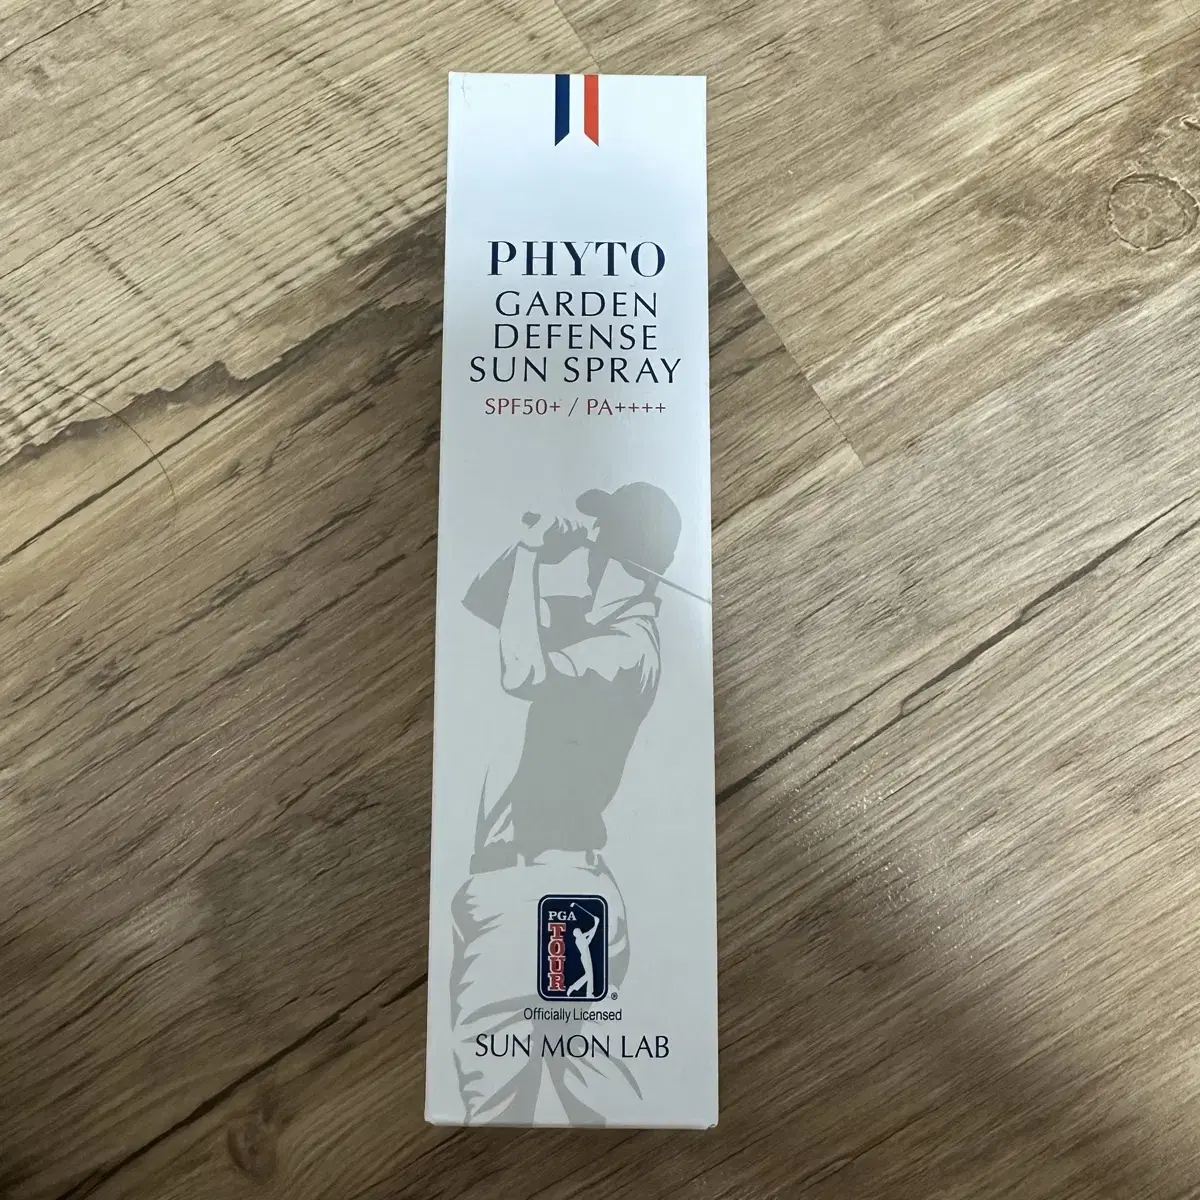 PHYTO
GARDEN
DEFENSE
SUN SPRAY
SPF50+ / PA++++
PGA
TOUR
®
Officially Licensed
SUN MON LAB